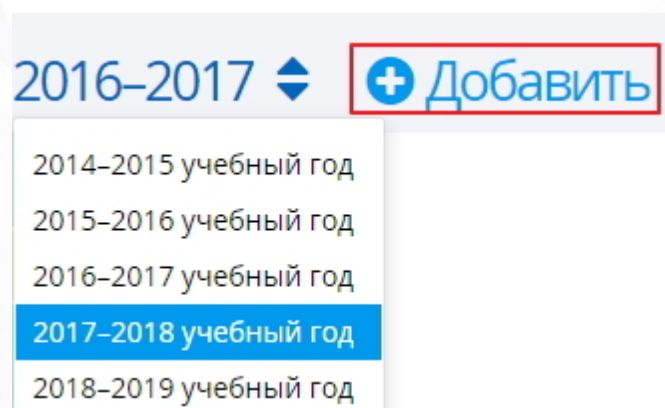 2016–2017 Добавить
2014–2015 учебный год
2015–2016 учебный год
2016–2017 учебный год
2017–2018 учебный год
2018–2019 учебный год